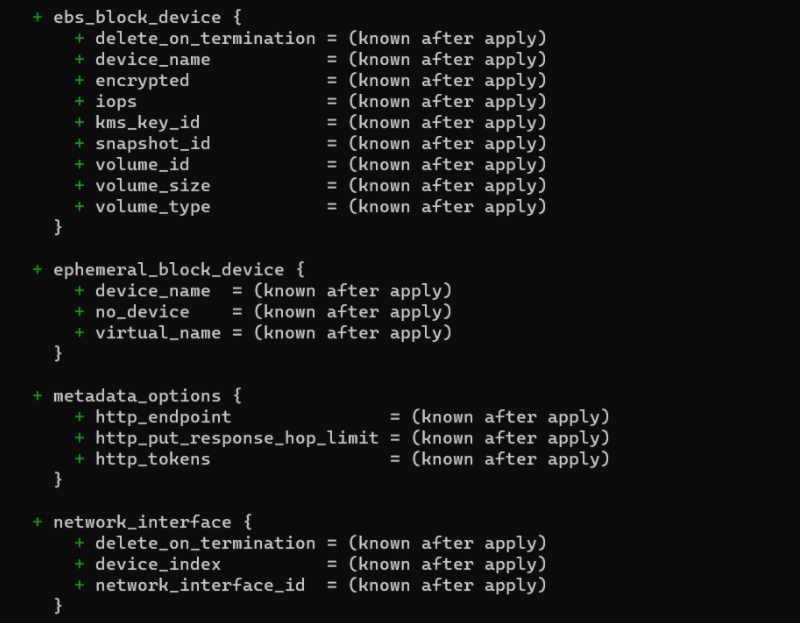 + ebs_block_device {
+ delete_on_termination = (known after apply)
+ device_name = (known after apply)
+ encrypted = (known after apply)
+ iops = (known after apply)
+ kms_key_id = (known after apply)
+ snapshot_id = (known after apply)
+ volume_id = (known after apply)
+ volume_size = (known after apply)
+ volume_type = (known after apply)
}
+ ephemeral_block_device {
+ device_name = (known after apply)
+ no_device = (known after apply)
+ virtual_name = (known after apply)
}
+ metadata_options {
+ http_endpoint = (known after apply)
+ http_put_response_hop_limit = (known after apply)
+ http_tokens = (known after apply)
}
+ network_interface {
+ delete_on_termination = (known after apply)
+ device_index = (known after apply)
+ network_interface_id = (known after apply)
}